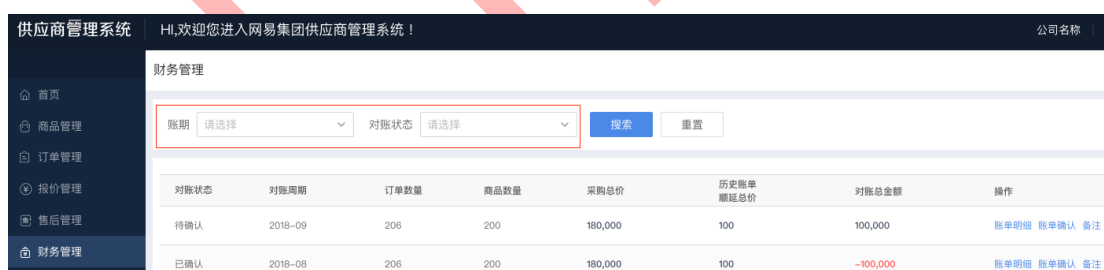 供应商管理系统 HI,欢迎您进入网易集团供应商管理系统！ 公司名称
财务管理
首页
商品管理
账期 请选择 对账状态 请选择 搜索 重置
订单管理
报价管理
对账状态 对账周期 订单数量 商品数量 采购总价 历史账单 顺延总价 对账总金额 操作
售后管理
待确认 2018-09 206 200 180,000 100 100,000 账单明细 账单确认 备注
财务管理
已确认 2018-08 206 200 180,000 100 -100,000 账单明细 账单确认 备注